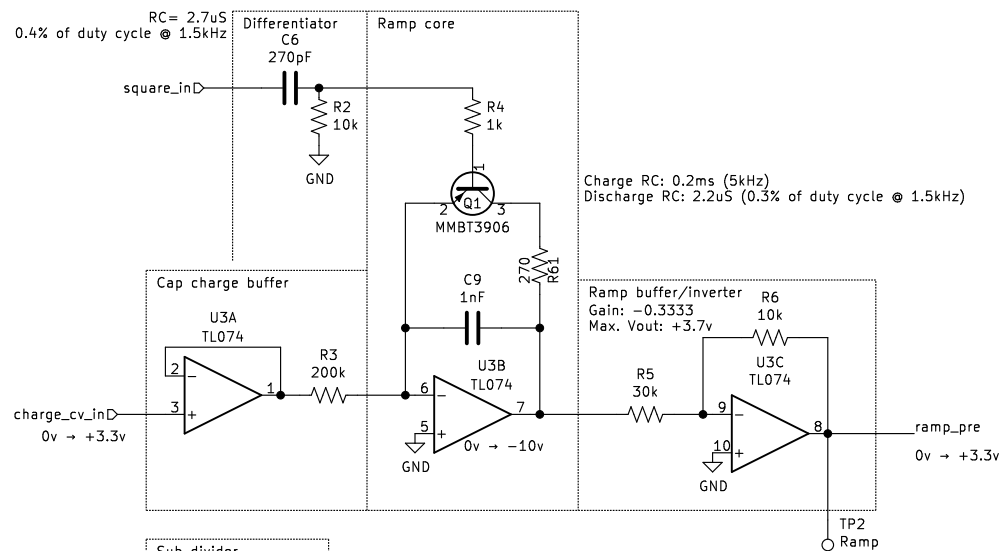 RC= 2.7uS
0.4% of duty cycle @ 1.5kHz
Differentiator
Ramp core
C6
270pF
square_in
R2
10k
GND
R4
1k
1
2
Q1
3
MMBT3906
Charge RC: 0.2ms (5kHz)
Discharge RC: 2.2uS (0.3% of duty cycle @ 1.5kHz)
270
R61
C9
1nF
Cap charge buffer
U3A
TL074
2
3
1
R3
200k
charge_cv_in
0v → +3.3v
U3B
TL074
6
5
7
GND
0v → -10v
Ramp buffer/inverter
Gain: -0.3333
Max. Vout: +3.7v
R6
10k
U3C
TL074
R5
30k
9
10
8
GND
ramp_pre
0v → +3.3v
TP2
Ramp
Sub divider